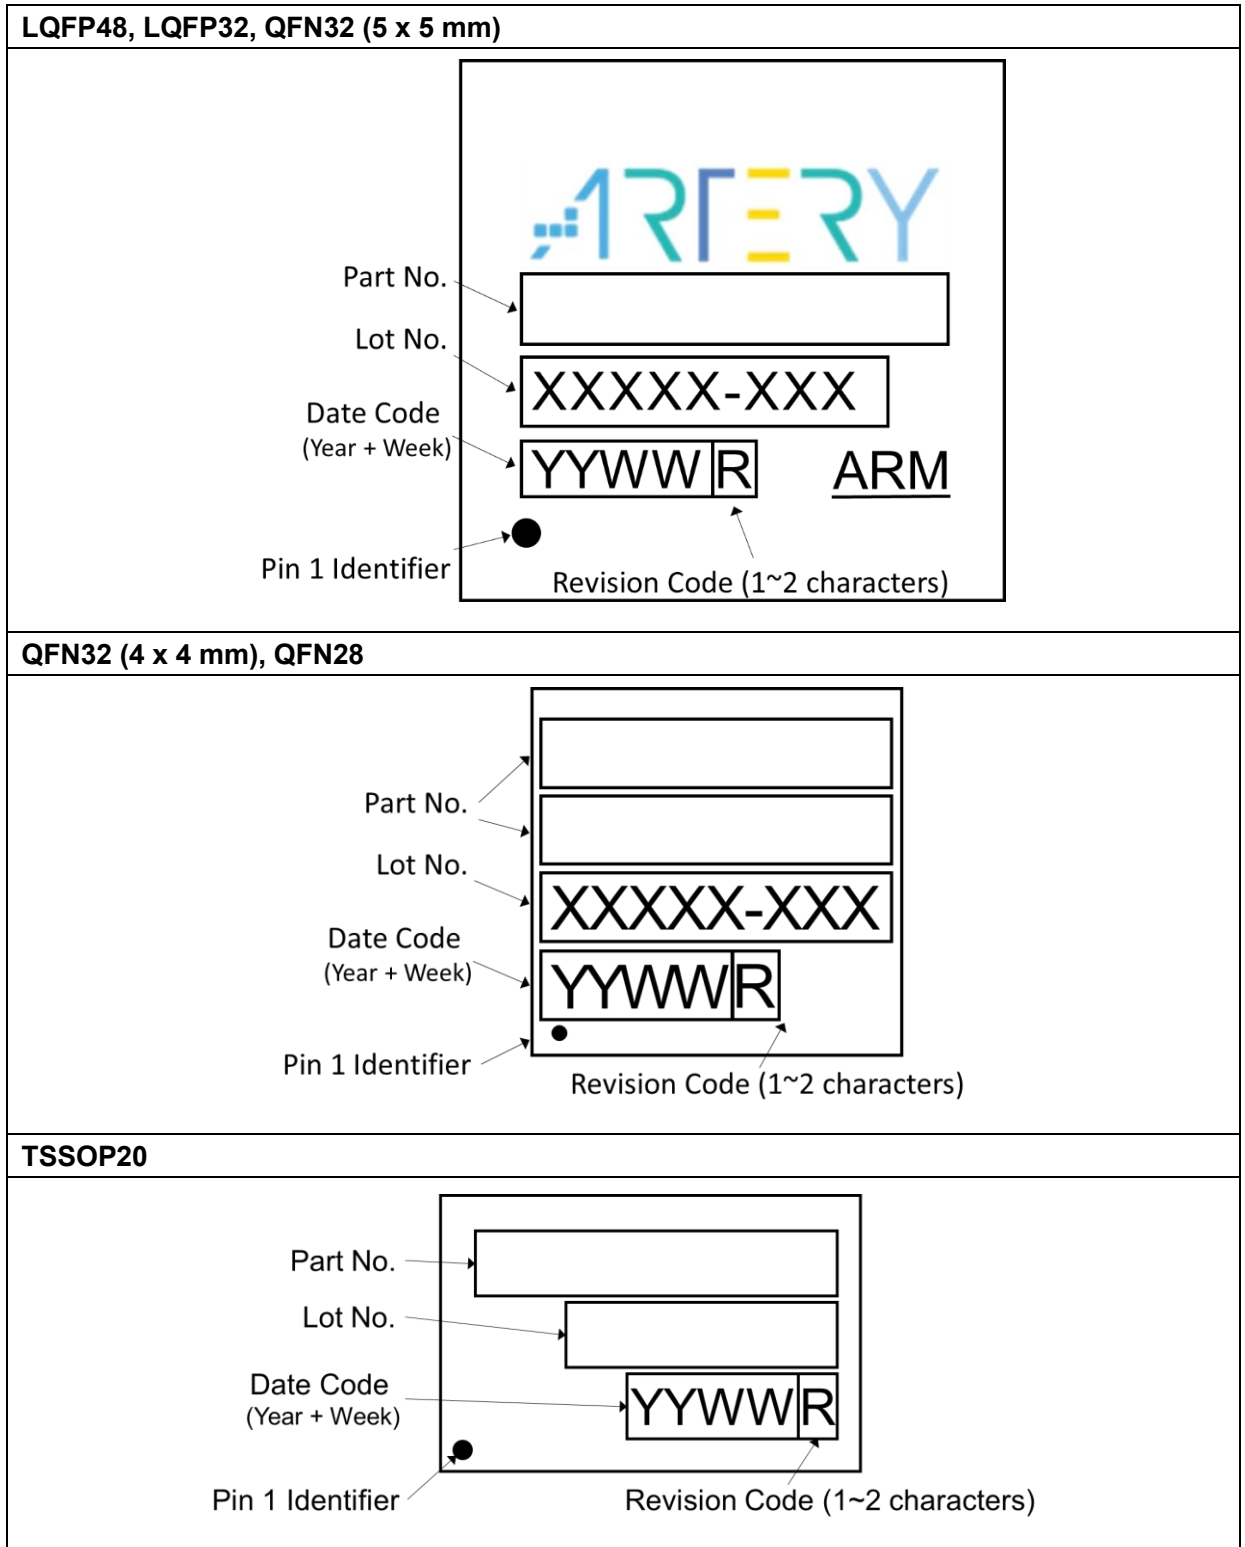 LQFP48, LQFP32, QFN32 (5 x 5 mm)
ARTERY
Part No.
Lot No.
XXXXX-XXX
Date Code
(Year + Week)
YYWW R
ARM
Pin 1 Identifier
Revision Code (1~2 characters)
QFN32 (4 x 4 mm), QFN28
Part No.
Lot No.
XXXXX-XXX
Date Code
(Year + Week)
YYWW R
Pin 1 Identifier
Revision Code (1~2 characters)
TSSOP20
Part No.
Lot No.
Date Code
(Year + Week)
YYWW R
Pin 1 Identifier
Revision Code (1~2 characters)